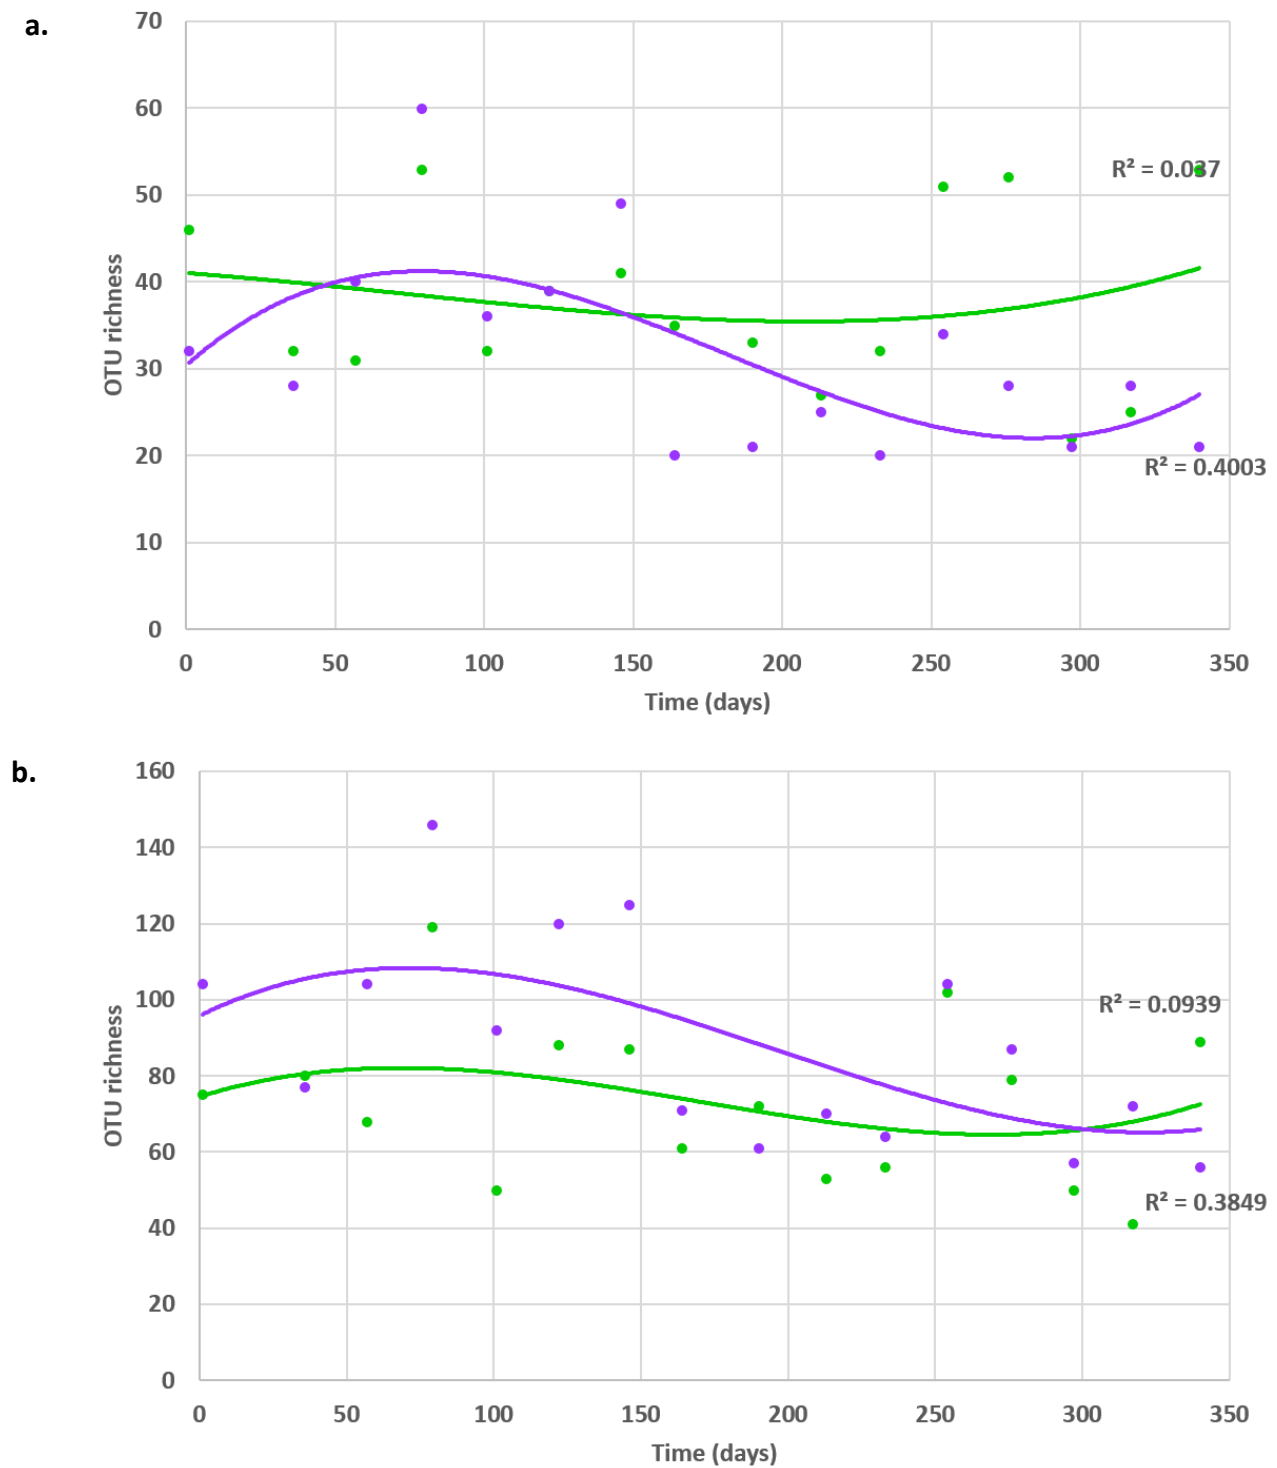 a.
70
60
50
40
30
20
10
0
OTU richness
R² = 0.037
R² = 0.4003
0 50 100 150 200 250 300 350
Time (days)
b.
160
140
120
100
80
60
40
20
0
OTU richness
R² = 0.0939
R² = 0.3849
0 50 100 150 200 250 300 350
Time (days)